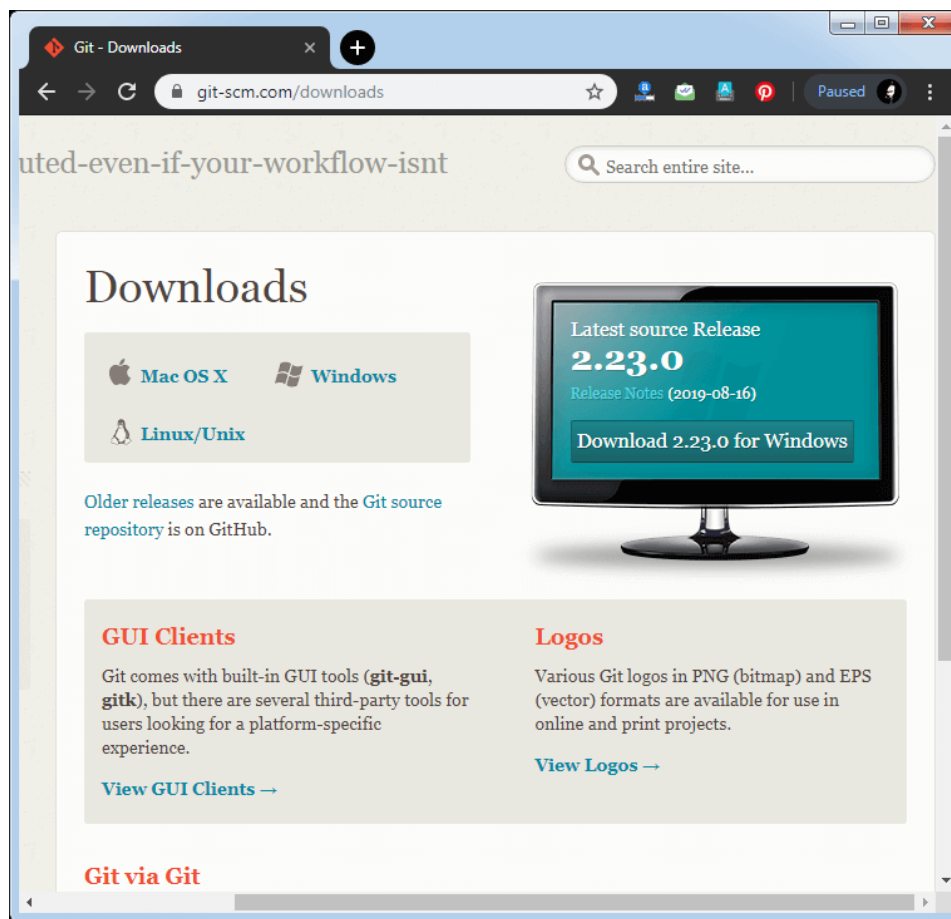 Git - Downloads
git-scm.com/downloads
Paused
uted-even-if-your-workflow-isnt
Search entire site...
Downloads
Mac OS X
Windows
Linux/Unix
Older releases are available and the Git source
repository is on GitHub.
Latest source Release
2.23.0
Release Notes (2019-08-16)
Download 2.23.0 for Windows
GUI Clients
Git comes with built-in GUI tools (git-gui,
gitk), but there are several third-party tools for
users looking for a platform-specific
experience.
View GUI Clients →
Logos
Various Git logos in PNG (bitmap) and EPS
(vector) formats are available for use in
online and print projects.
View Logos →
Git via Git